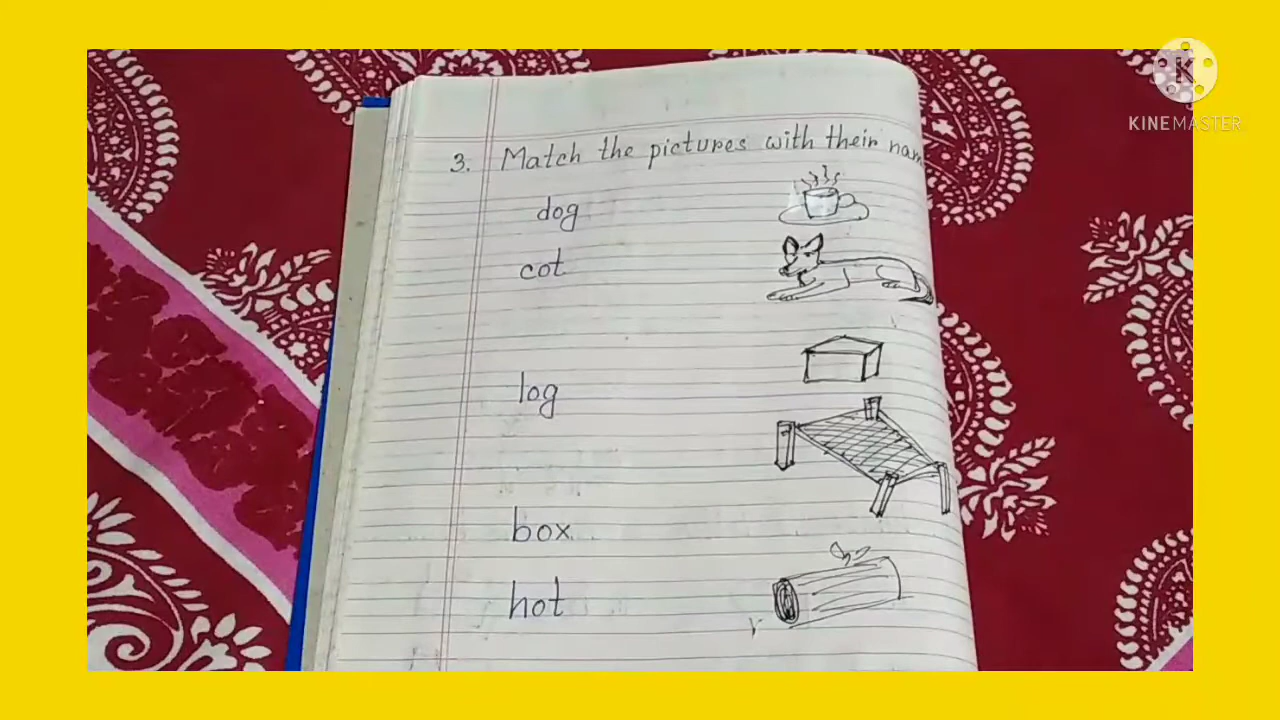 KINEMASTER
3. Match the pictures with their nam
dog
cot
log
box
hot